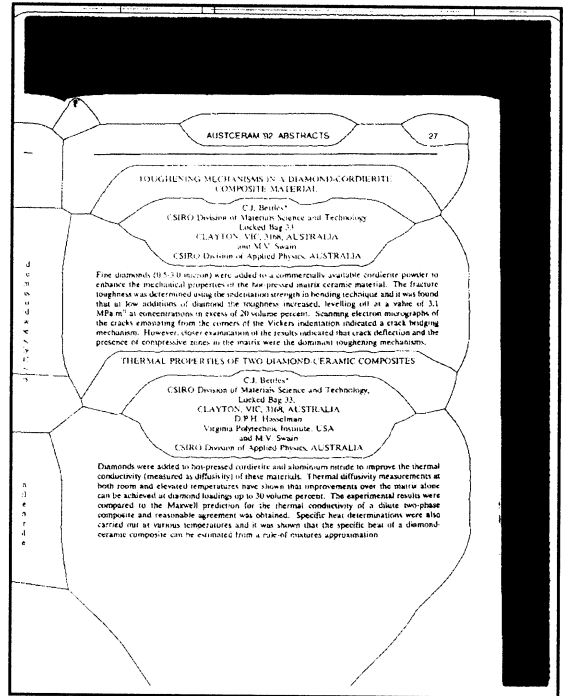 AUSTCERAM '92 ABSTRACTS
27
TOUGHENING MECHANISMS IN A DIAMOND-CORDIERITE
COMPOSITE MATERIAL
C.J. Bettles*
CSIRO Division of Materials Science and Technology
Locked Bag 33
CLAYTON, VIC, 3168, AUSTRALIA
and M.V. Swain
CSIRO Division of Applied Physics, AUSTRALIA
Fine diamonds (0.5-3.0 micron) were added to a commercially available cordierite powder to
enhance the mechanical properties of the hot-pressed matrix ceramic material. The fracture
toughness was determined using the indentation strength in bending technique and it was found
that at low additions of diamond the toughness increased, levelling off at a value of 3.1
MPa at concentrations in excess of 20 volume percent. Scanning electron micrographs of
the cracks emanating from the corners of the Vickers indentation indicated a crack bridging
mechanism. However, closer examination of the results indicated that crack deflection and the
presence of compressive zones in the matrix were the dominant toughening mechanisms.
THERMAL PROPERTIES OF TWO DIAMOND-CERAMIC COMPOSITES
C.J. Bettles*
CSIRO Division of Materials Science and Technology,
Locked Bag 33,
CLAYTON, VIC, 3168, AUSTRALIA
D.P.H. Hasselman
Virginia Polytechnic Institute, USA
and M.V. Swain
CSIRO Division of Applied Physics, AUSTRALIA
Diamonds were added to hot-pressed cordierite and aluminium nitride to improve the thermal
conductivity (measured as diffusivity) of these materials. Thermal diffusivity measurements at
both room and elevated temperatures have shown that improvements over the matrix alone
can be achieved at diamond loadings up to 30 volume percent. The experimental results were
compared to the Maxwell prediction for the thermal conductivity of a dilute two-phase
composite and reasonable agreement was obtained. Specific heat determinations were also
carried out at various temperatures and it was shown that the specific heat of a diamond-
ceramic composite can be estimated from a rule-of mixtures approximation